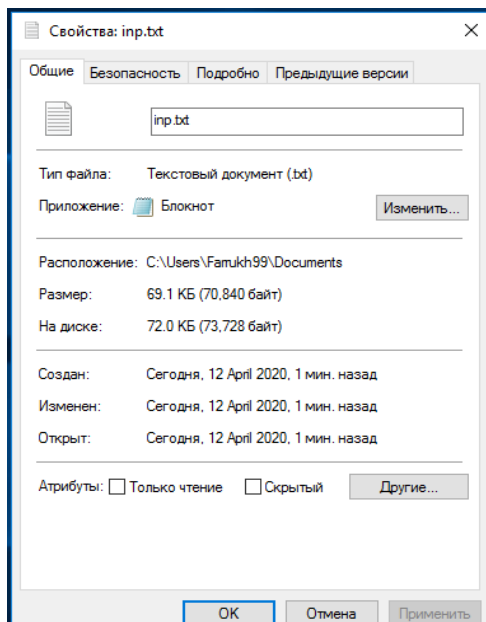 Свойства: inp.txt
Общие Безопасность Подробно Предыдущие версии
inp.txt
Тип файла: Текстовый документ (.txt)
Приложение: Блокнот Изменить...
Расположение: C:\Users\Farrukh99\Documents
Размер: 69.1 КБ (70,840 байт)
На диске: 72.0 КБ (73,728 байт)
Создан: Сегодня, 12 April 2020, 1 мин. назад
Изменен: Сегодня, 12 April 2020, 1 мин. назад
Открыт: Сегодня, 12 April 2020, 1 мин. назад
Атрибуты: Только чтение Скрытый Другие...
OK Отмена Применить